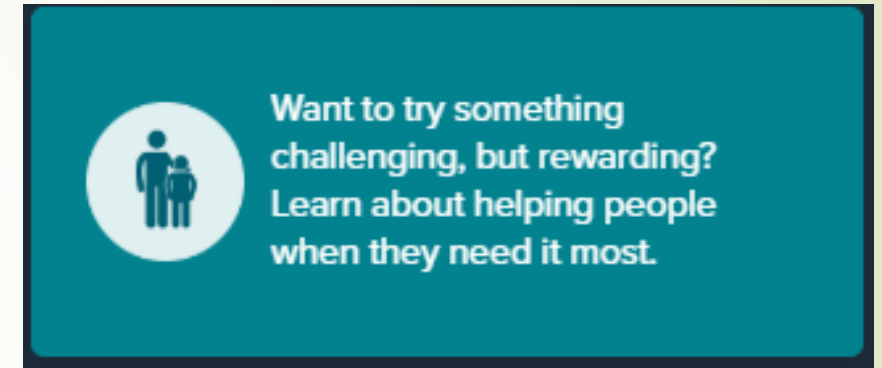 Want to try something
challenging, but rewarding?
Learn about helping people
when they need it most.